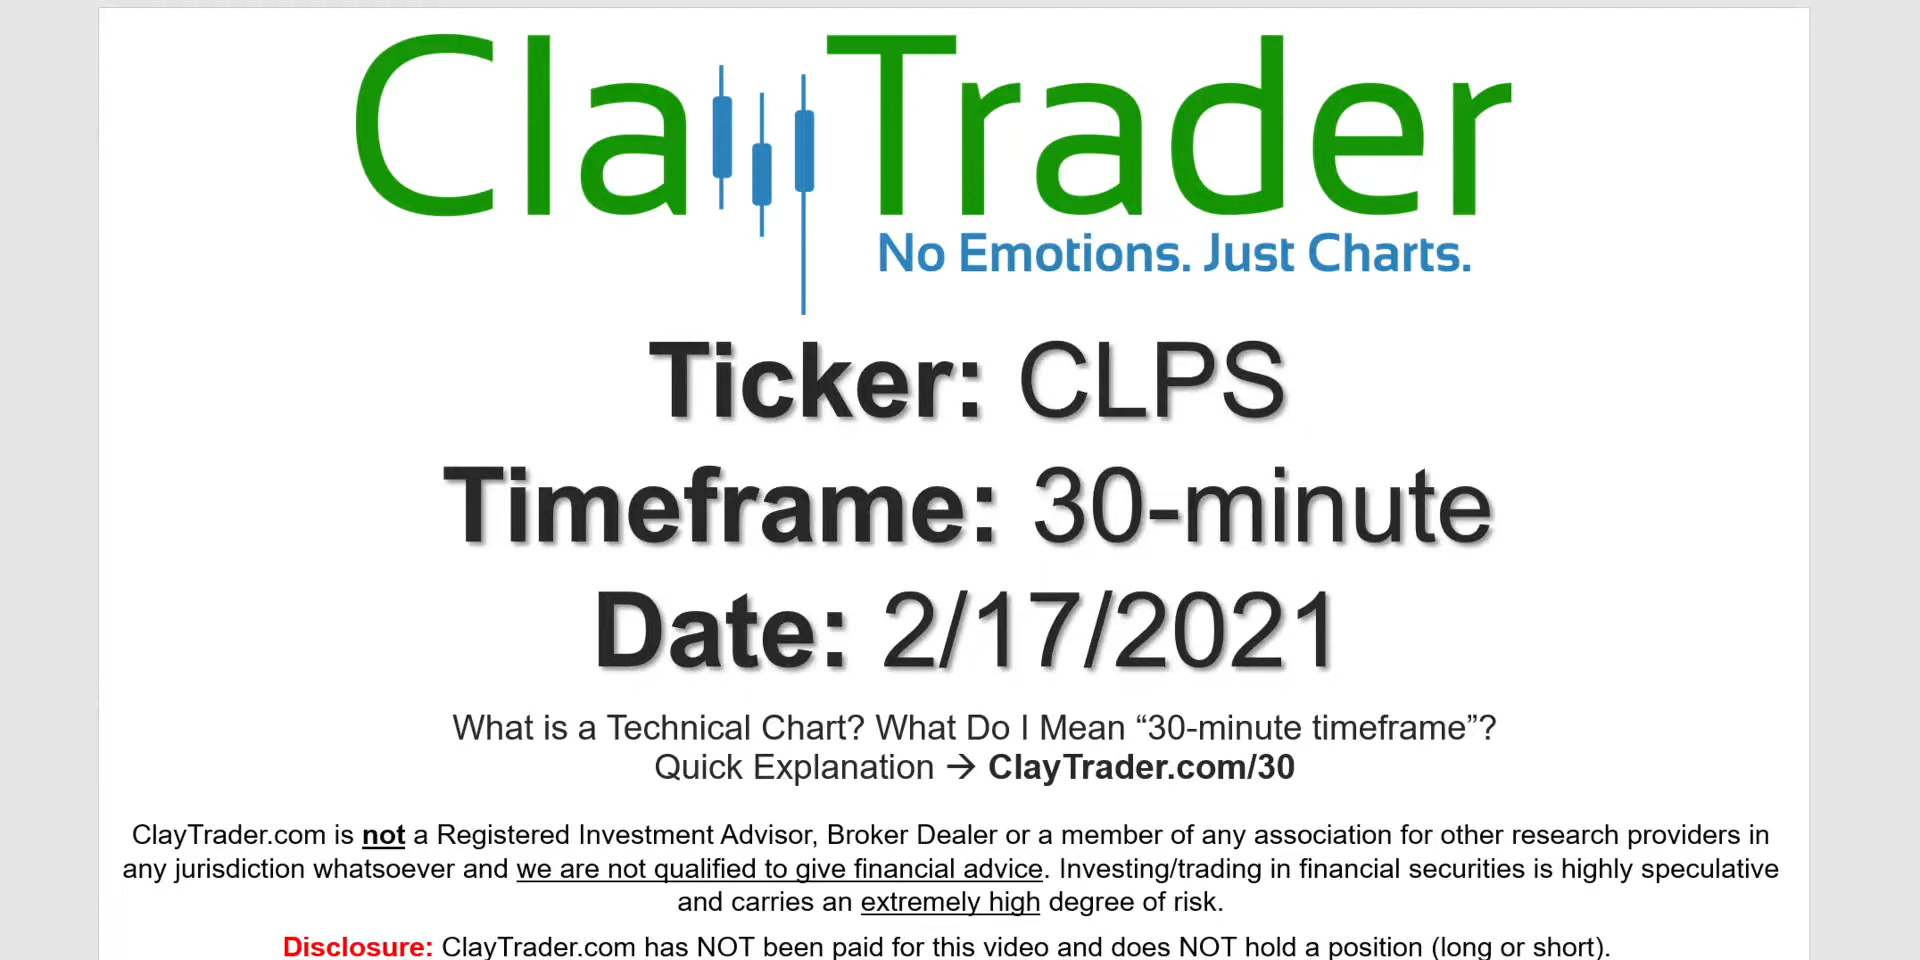 ClayTrader
No Emotions. Just Charts.
Ticker: CLPS
Timeframe: 30-minute
Date: 2/17/2021
What is a Technical Chart? What Do I Mean “30-minute timeframe”?
Quick Explanation → ClayTrader.com/30
ClayTrader.com is not a Registered Investment Advisor, Broker Dealer or a member of any association for other research providers in
any jurisdiction whatsoever and we are not qualified to give financial advice. Investing/trading in financial securities is highly speculative
and carries an extremely high degree of risk.
Disclosure: ClayTrader.com has NOT been paid for this video and does NOT hold a position (long or short).